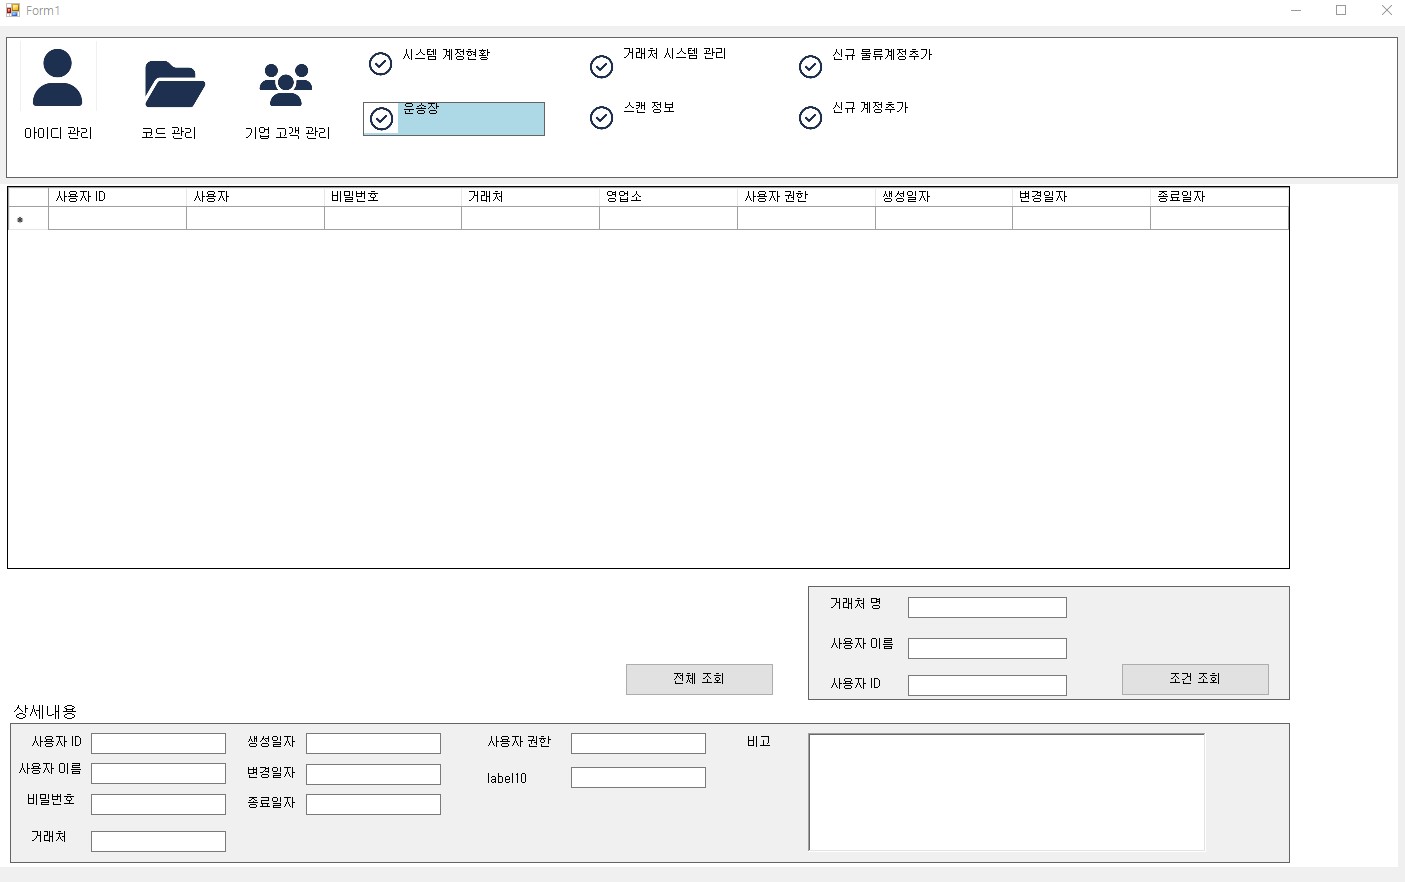 Form1
시스템 계정현황
거래처 시스템 관리
신규 물류계정추가
운송장
스캔 정보
신규 계정추가
아이디 관리
코드 관리
기업 고객 관리
사용자 ID 사용자 비밀번호 거래처 영업소 사용자 권한 생성일자 변경일자 종료일자
*
거래처 명
사용자 이름
사용자 ID
전체 조회
조건 조회
상세내용
사용자 ID
생성일자
사용자 권한
비고
사용자 이름
변경일자
label10
비밀번호
종료일자
거래처